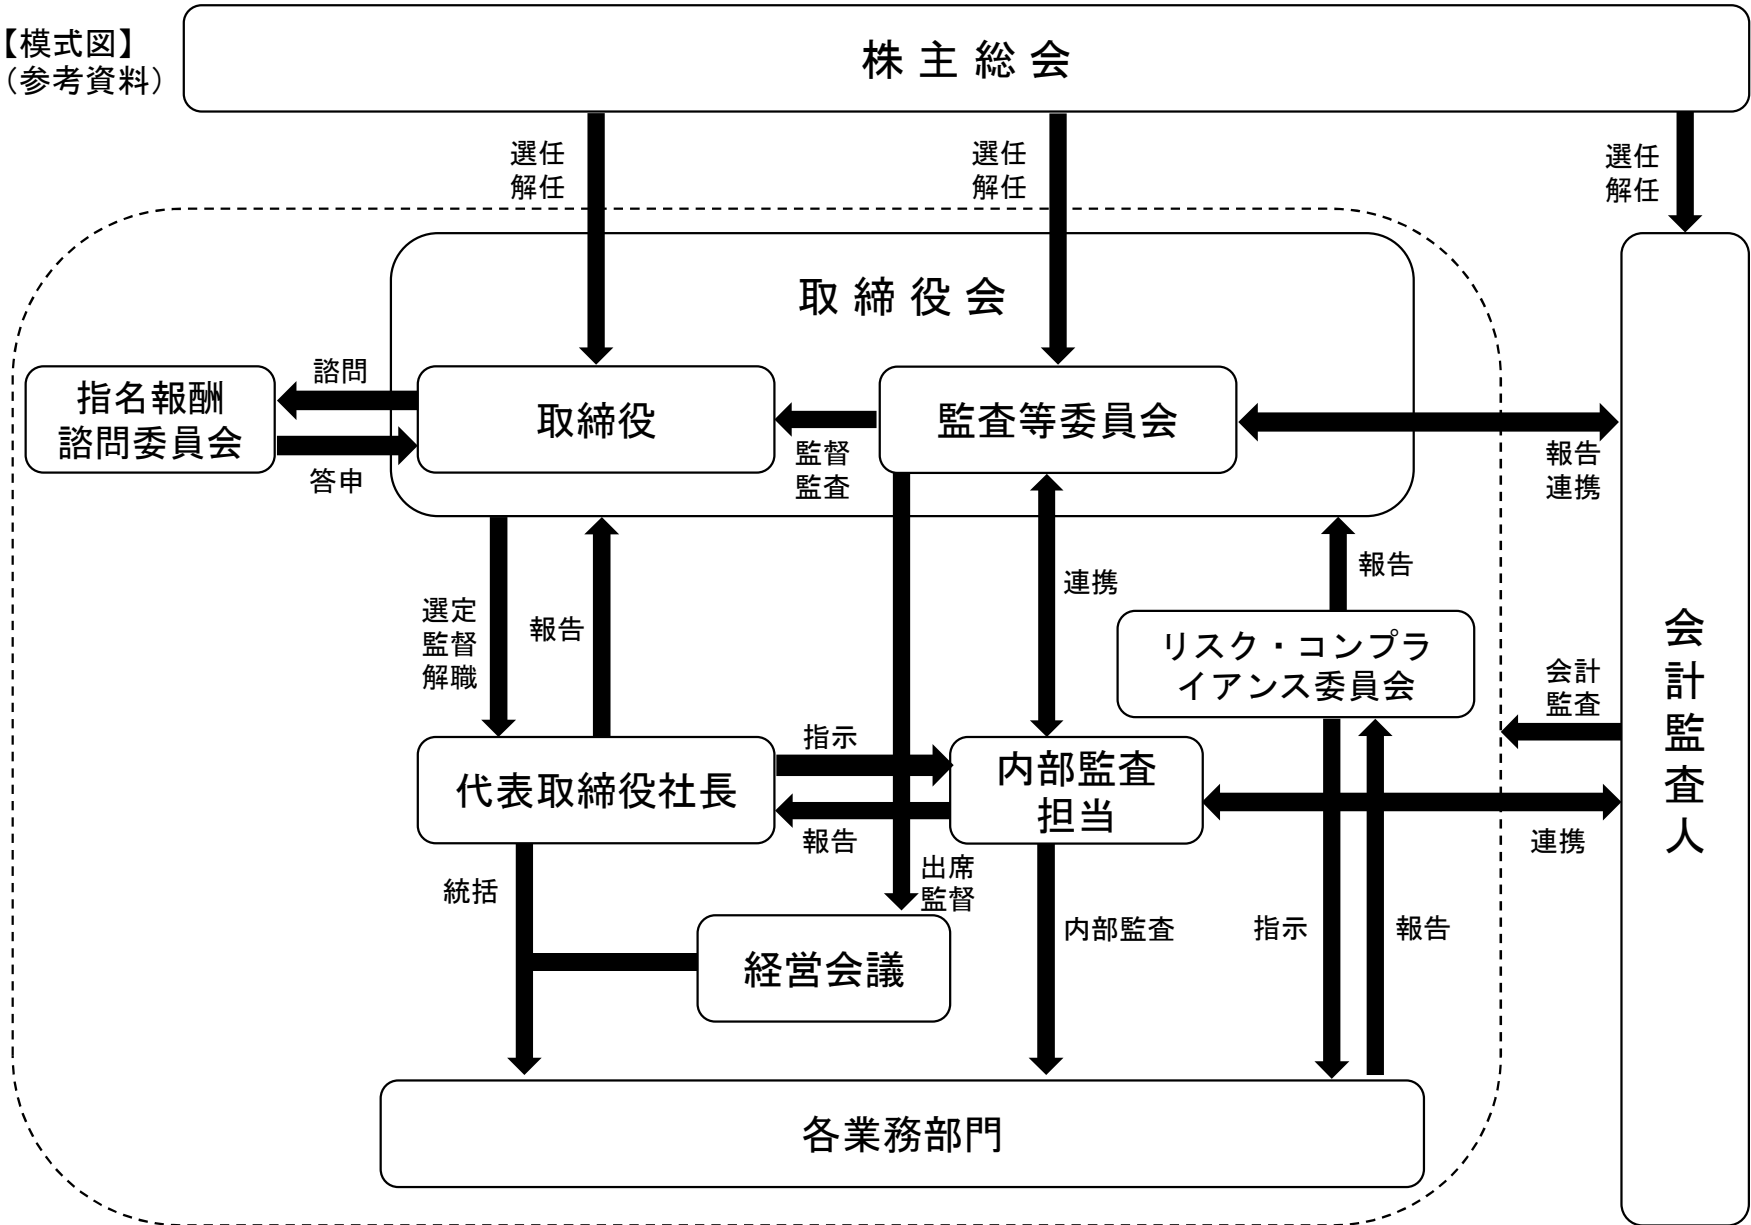 【模式図】
（参考資料）
株主総会
選任
解任
選任
解任
選任
解任
取締役会
指名報酬
諮問委員会
諮問
答申
取締役
監督
監査
監査等委員会
報告
連携
選定
監督
解職
報告
連携
報告
リスク・コンプラ
イアンス委員会
会計
監査
会計監査人
代表取締役社長
指示
報告
内部監査
担当
連携
統括
出席
監督
経営会議
内部監査
指示
報告
各業務部門